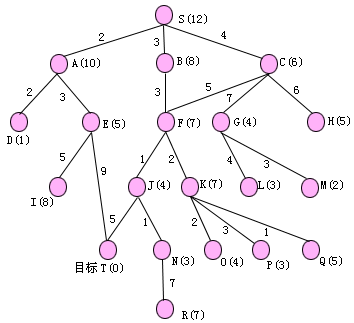 S(12)
2
3
4
A(10)
B(8)
C(6)
2
3
3
5
7
6
D(1)
E(5)
F(7)
G(4)
H(5)
5
9
1
2
4
3
I(8)
J(4)
K(7)
L(3)
M(2)
5
1
2
3
1
目标 T(0)
N(3)
O(4)
P(3)
Q(5)
7
R(7)